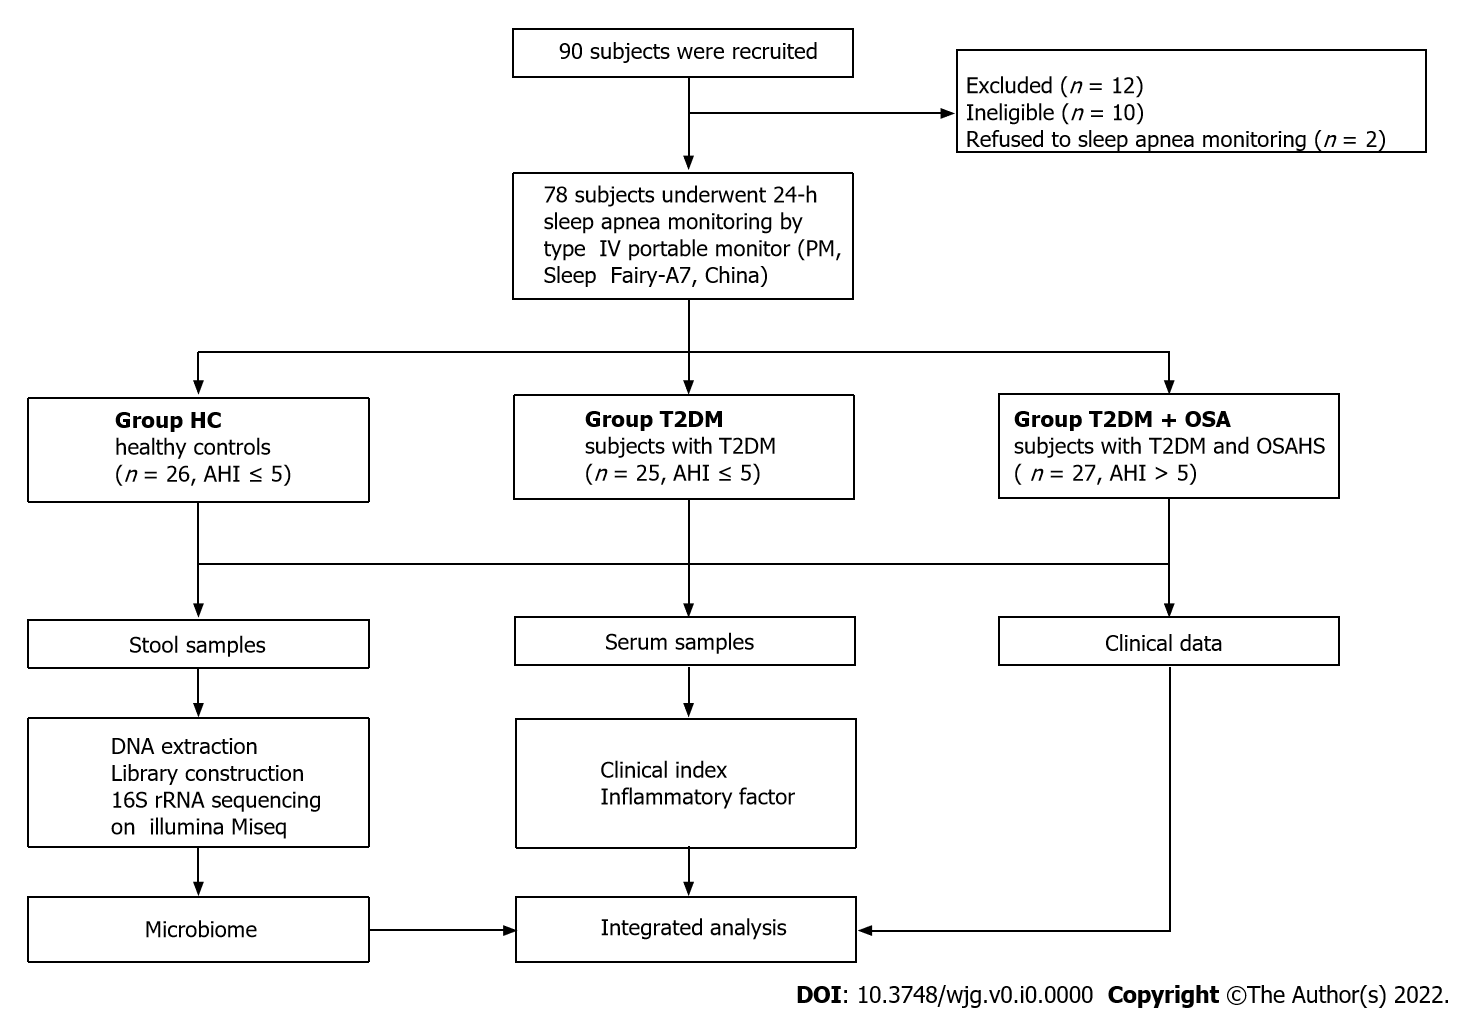 90 subjects were recruited
Excluded (n = 12)
Ineligible (n = 10)
Refused to sleep apnea monitoring (n = 2)
78 subjects underwent 24-h
sleep apnea monitoring by
type IV portable monitor (PM,
Sleep Fairy-A7, China)
Group HC
healthy controls
(n = 26, AHI ≤ 5)
Group T2DM
subjects with T2DM
(n = 25, AHI ≤ 5)
Group T2DM + OSA
subjects with T2DM and OSAHS
( n = 27, AHI > 5)
Stool samples
Serum samples
Clinical data
DNA extraction
Library construction
16S rRNA sequencing
on illumina Miseq
Clinical index
Inflammatory factor
Microbiome
Integrated analysis
DOI: 10.3748/wjg.v0.i0.0000 Copyright ©The Author(s) 2022.